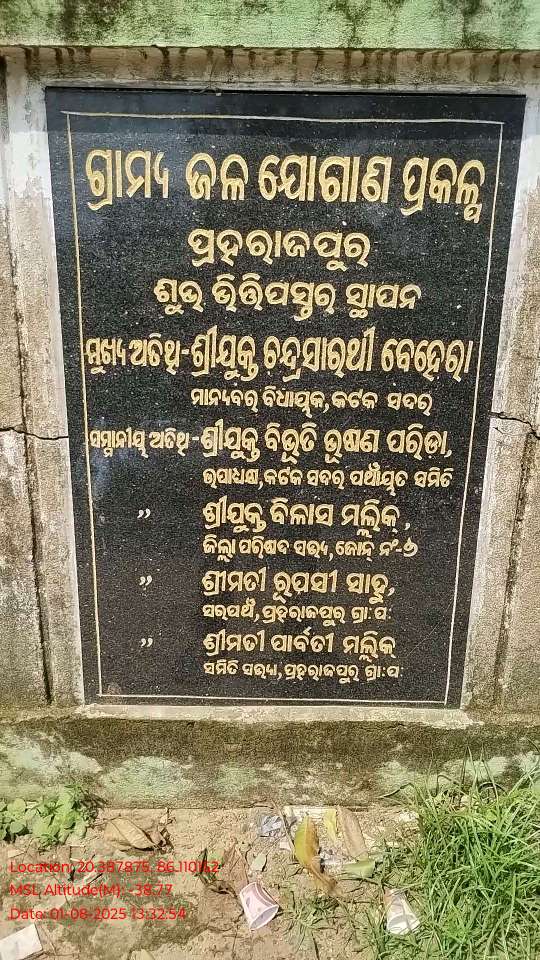 ଗ୍ରାମ୍ୟ ଜଳ ଯୋଗାଣ ପ୍ରକଳ୍ପ
ପ୍ରହରାଜପୁର
ଶୁଭ ଭିତ୍ତିପ୍ରସ୍ତର ସ୍ଥାପନ
ମୁଖ୍ୟ ଅତିଥି-ଶ୍ରୀଯୁକ୍ତ ଚନ୍ଦ୍ରସାରଥୀ ବେହେରା
ମାନ୍ୟବର ବିଧାୟକ, କଟକ ସଦର
ସମ୍ମାନୀୟ ଅତିଥି-ଶ୍ରୀଯୁକ୍ତ ବିଭୂତି ଭୂଷଣ ପରିଡା,
ଉପାଧ୍ୟକ୍ଷ, କଟକ ସଦର ପଞ୍ଚାୟତ ସମିତି
” ଶ୍ରୀଯୁକ୍ତ ବିଳାସ ମଲ୍ଲିକ,
ଜିଲ୍ଲା ପରିଷଦ ସଭ୍ୟ, ଜୋନ୍ ନଂ-୬
” ଶ୍ରୀମତୀ ରୂପସୀ ସାହୁ,
ସରପଞ୍ଚ, ପ୍ରହରାଜପୁର ଗ୍ରା:ପ:
” ଶ୍ରୀମତୀ ପାର୍ବତୀ ମଲ୍ଲିକ
ସମିତି ସଭ୍ୟା, ପ୍ରହରାଜପୁର ଗ୍ରା:ପ:
Location: 20.387875, 86.110152
MSL Altitude(M): -38.77
Date: 01-08-2025 13:32:54